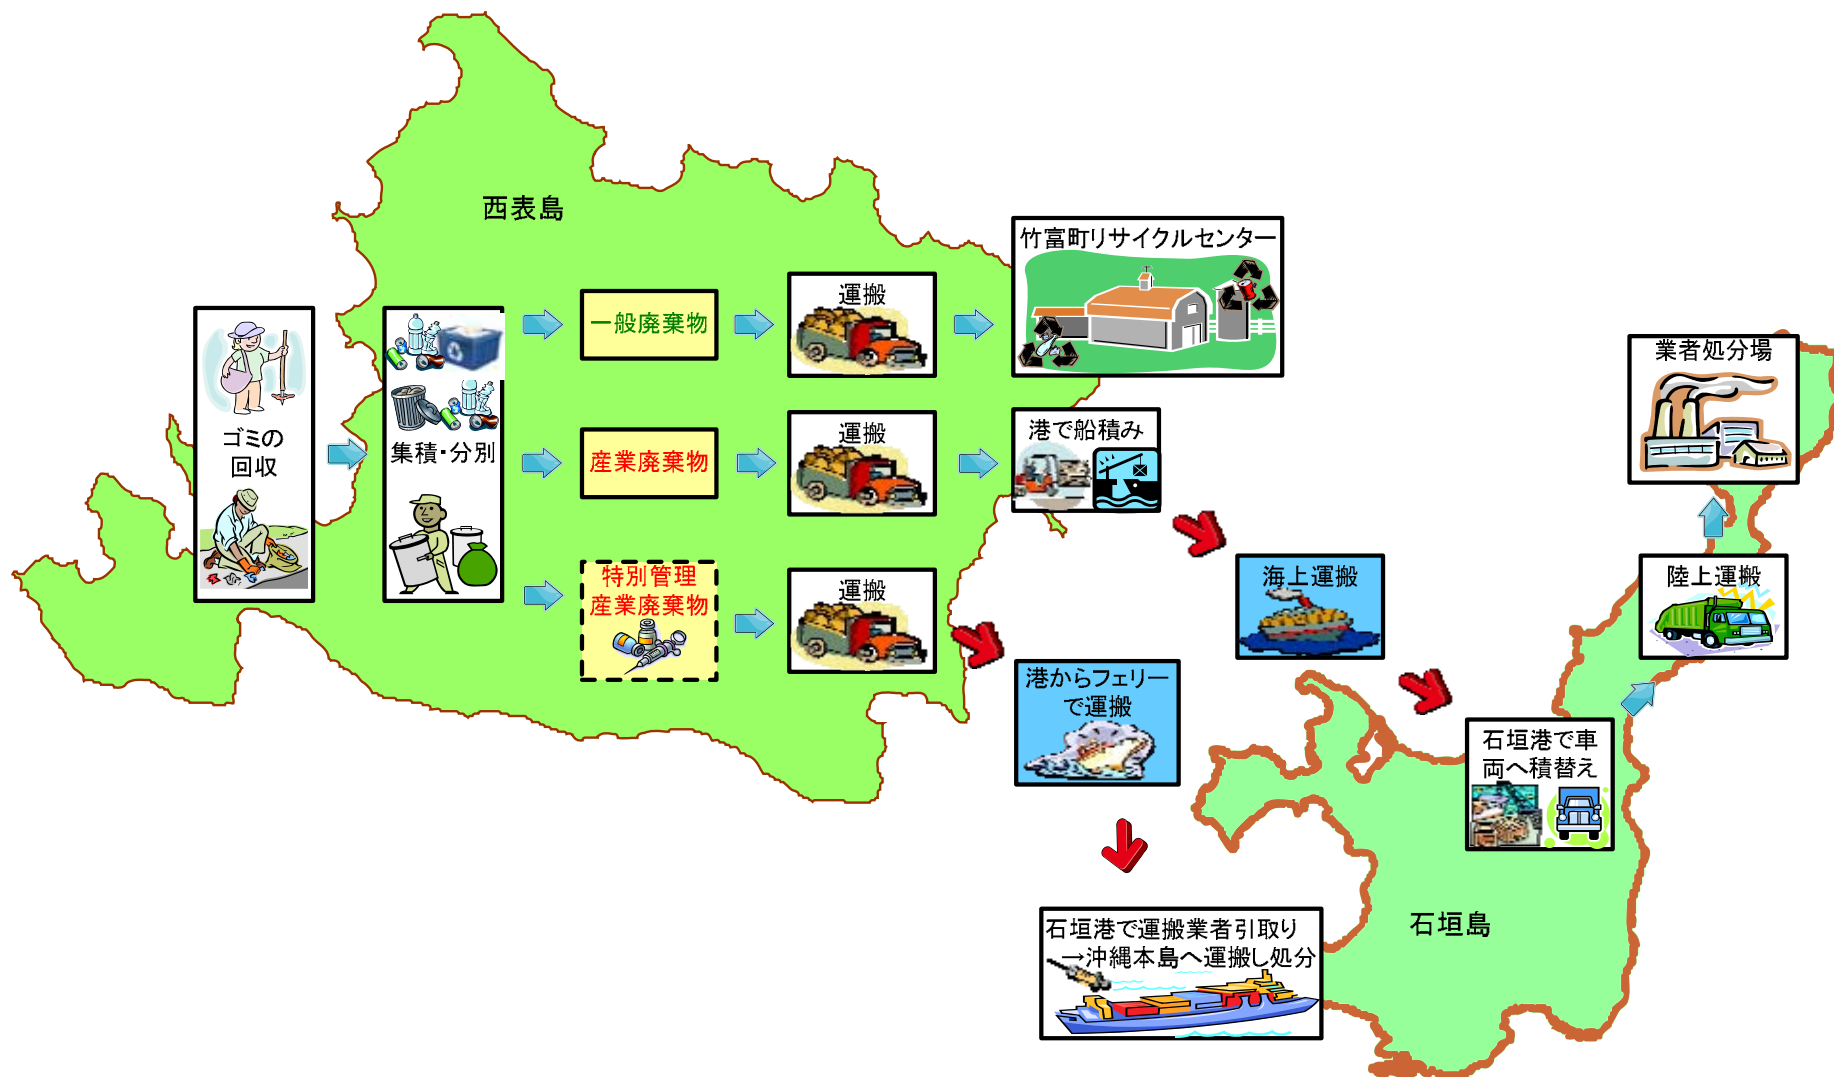 西表島
ゴミの
回収
集積・分別
一般廃棄物
運搬
竹富町リサイクルセンター
産業廃棄物
運搬
港で船積み
海上運搬
石垣港で車
両へ積替え
陸上運搬
業者処分場
特別管理
産業廃棄物
運搬
港からフェリー
で運搬
石垣港で運搬業者引取り
→沖縄本島へ運搬し処分
石垣島